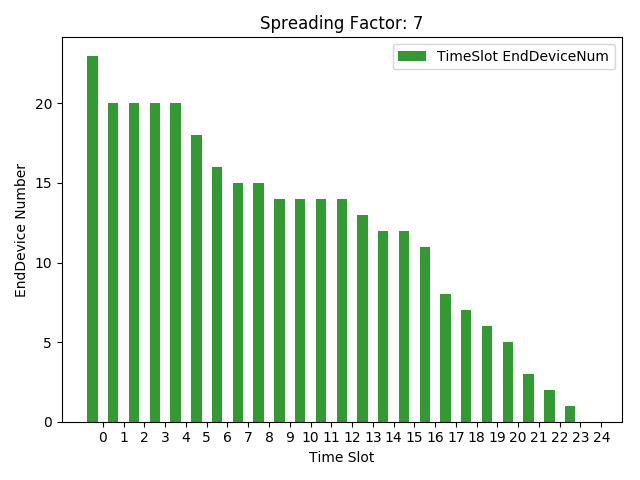 Spreading Factor: 7
TimeSlot EndDeviceNum
EndDevice Number
20
15
10
5
0
0 1 2 3 4 5 6 7 8 9 10 11 12 13 14 15 16 17 18 19 20 21 22 23 24
Time Slot